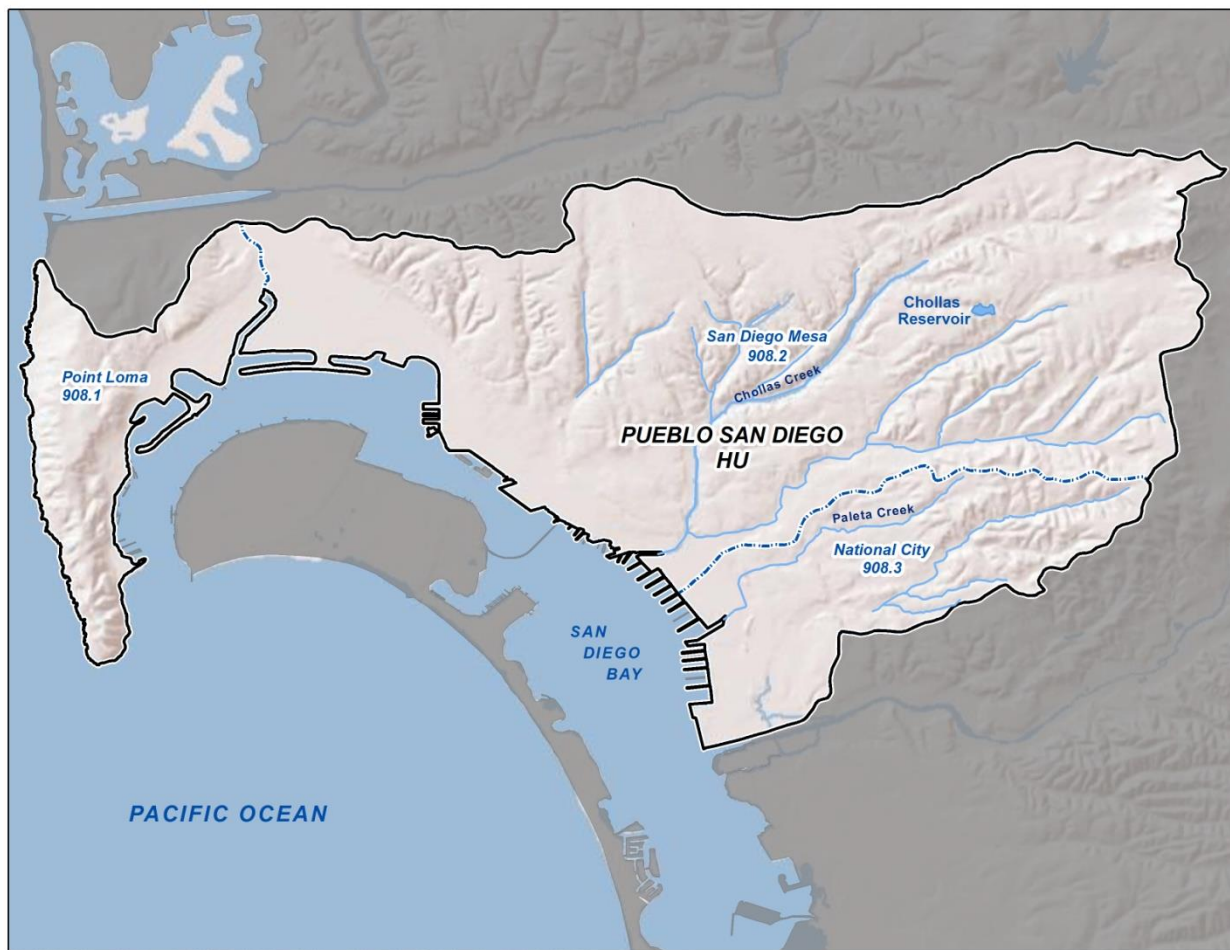 Chollas
Reservoir
San Diego Mesa
908.2
Point Loma
908.1
Chollas Creek
PUEBLO SAN DIEGO
HU
Paleta Creek
National City
908.3
SAN
DIEGO
BAY
PACIFIC OCEAN